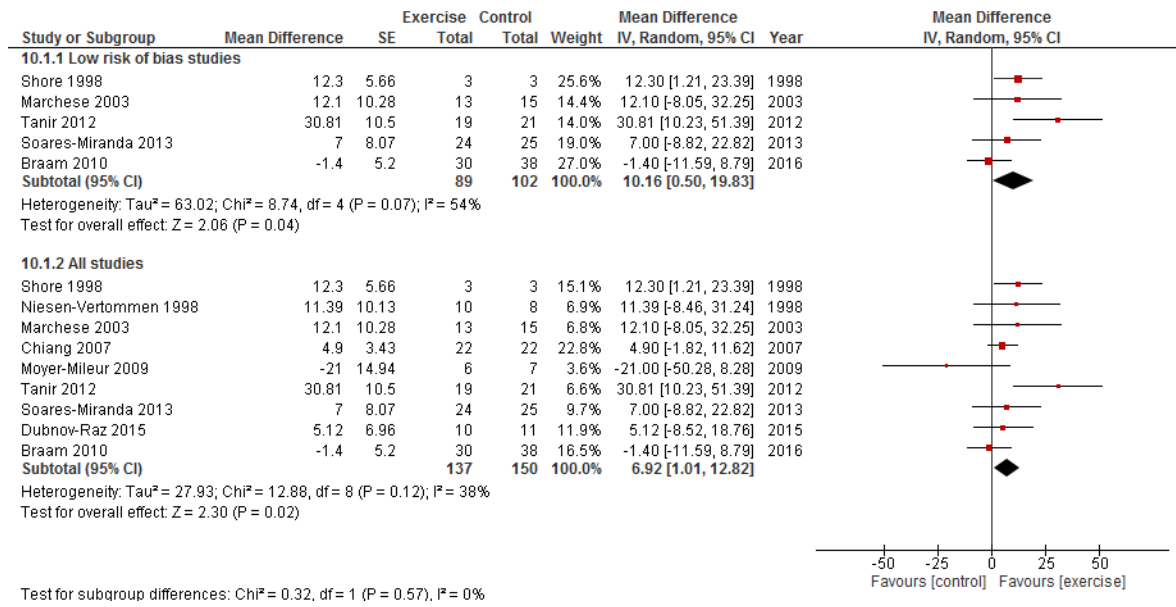 Exercise Control Mean Difference Mean Difference
Study or Subgroup Mean Difference SE Total Total Weight IV, Random, 95% CI Year IV, Random, 95% CI
10.1.1 Low risk of bias studies
Shore 1998 12.3 5.66 3 3 25.6% 12.30 [1.21, 23.39] 1998
Marchese 2003 12.1 10.28 13 15 14.4% 12.10 [-8.05, 32.25] 2003
Tanir 2012 30.81 10.5 19 21 14.0% 30.81 [10.23, 51.39] 2012
Soares-Miranda 2013 7 8.07 24 25 19.0% 7.00 [-8.82, 22.82] 2013
Braam 2010 -1.4 5.2 30 38 27.0% -1.40 [-11.59, 8.79] 2016
Subtotal (95% CI) 89 102 100.0% 10.16 [0.50, 19.83]
Heterogeneity: Tau² = 63.02; Chi² = 8.74, df = 4 (P = 0.07); I² = 54%
Test for overall effect: Z = 2.06 (P = 0.04)
10.1.2 All studies
Shore 1998 12.3 5.66 3 3 15.1% 12.30 [1.21, 23.39] 1998
Niesen-Vertommen 1998 11.39 10.13 10 8 6.9% 11.39 [-8.46, 31.24] 1998
Marchese 2003 12.1 10.28 13 15 6.8% 12.10 [-8.05, 32.25] 2003
Chiang 2007 4.9 3.43 22 22 22.8% 4.90 [-1.82, 11.62] 2007
Moyer-Mileur 2009 -21 14.94 6 7 3.6% -21.00 [-50.28, 8.28] 2009
Tanir 2012 30.81 10.5 19 21 6.6% 30.81 [10.23, 51.39] 2012
Soares-Miranda 2013 7 8.07 24 25 9.7% 7.00 [-8.82, 22.82] 2013
Dubnov-Raz 2015 5.12 6.96 10 11 11.9% 5.12 [-8.52, 18.76] 2015
Braam 2010 -1.4 5.2 30 38 16.5% -1.40 [-11.59, 8.79] 2016
Subtotal (95% CI) 137 150 100.0% 6.92 [1.01, 12.82]
Heterogeneity: Tau² = 27.93; Chi² = 12.88, df = 8 (P = 0.12); I² = 38%
Test for overall effect: Z = 2.30 (P = 0.02)
-50 -25 0 25 50
Favours [control] Favours [exercise]
Test for subgroup differences: Chi² = 0.32, df = 1 (P = 0.57), I² = 0%